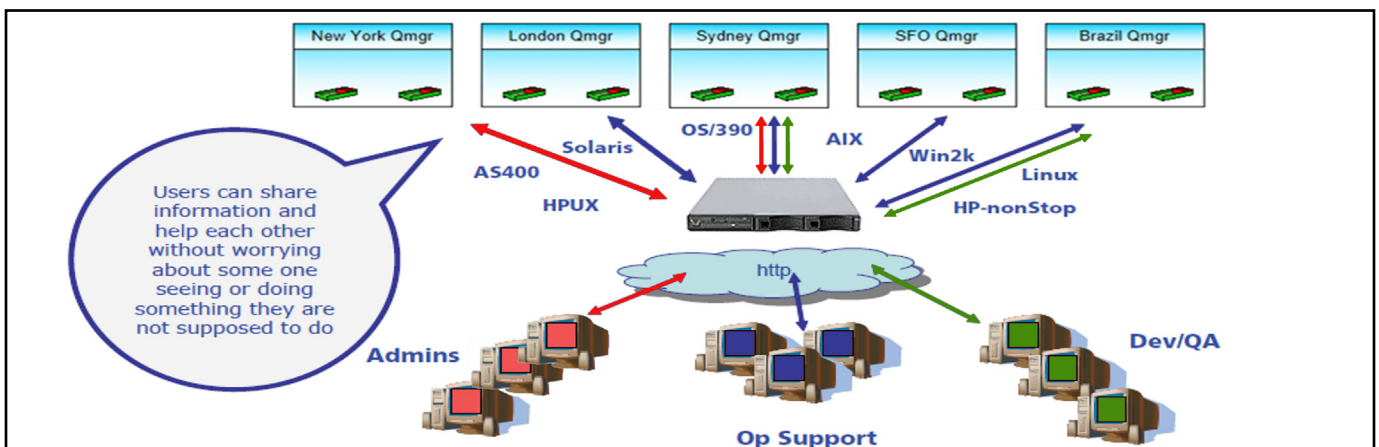 New York Qmgr
London Qmgr
Sydney Qmgr
SFO Qmgr
Brazil Qmgr
OS/390
AIX
Solaris
Win2k
AS400
Linux
HPUX
HP-nonStop
Users can share
information and
help each other
without worrying
about some one
seeing or doing
something they are
not supposed to do
http
Admins
Dev/QA
Op Support